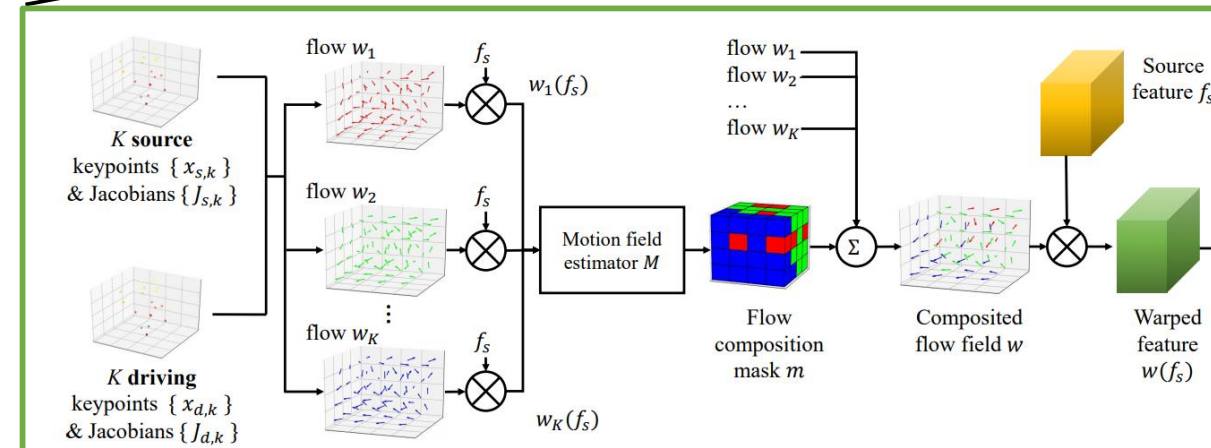 K source
keypoints { x_{s,k} }
& Jacobians { J_{s,k} }
K driving
keypoints { x_{d,k} }
& Jacobians { J_{d,k} }
flow w_1
f_s
w_1(f_s)
flow w_2
f_s
⋮
flow w_K
f_s
w_K(f_s)
Motion field
estimator M
flow w_1
flow w_2
…
flow w_K
Flow
composition
mask m
Σ
Composited
flow field w
Source
feature f_s
Warped
feature
w(f_s)